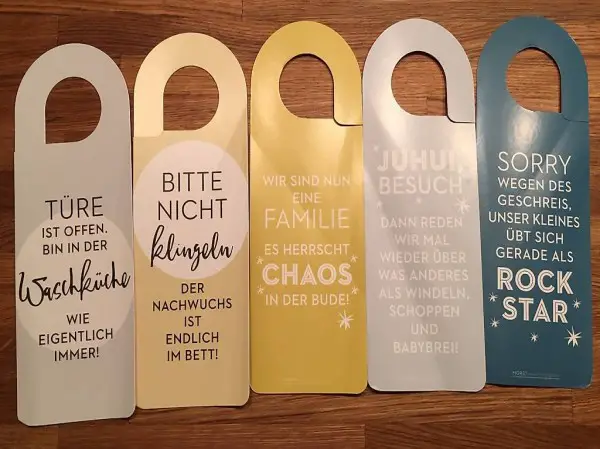 TÜRE
IST OFFEN.
BIN IN DER
Waschküche
WIE
EIGENTLICH
IMMER!
BITTE
NICHT
klingeln
DER
NACHWUCHS
IST
ENDLICH
IM BETT!
WIR SIND NUN
EINE
FAMILIE
ES HERRSCHT
CHAOS
IN DER BUDE!
JUHUI,
BESUCH
DANN REDEN
WIR MAL
WIEDER ÜBER
WAS ANDERES
ALS WINDELN,
SCHOPPEN
UND
BABYBREI!
SORRY
WEGEN DES
GESCHREIS,
UNSER KLEINES
ÜBT SICH
GERADE ALS
ROCK
STAR